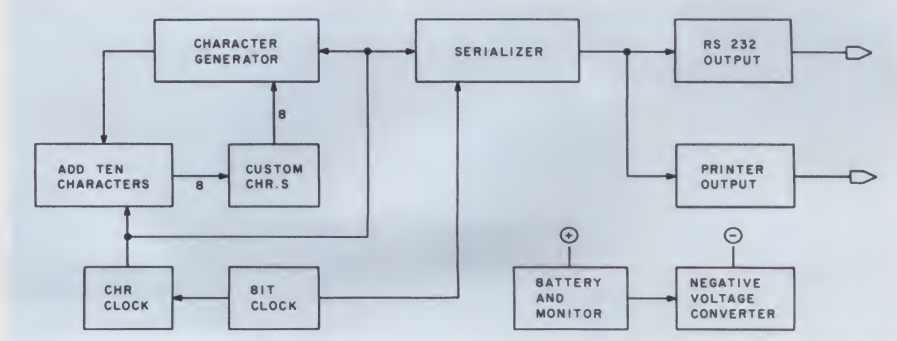 CHARACTER
GENERATOR
SERIALIZER
RS 232
OUTPUT
8
ADD TEN
CHARACTERS
8
CUSTOM
CHR.S
PRINTER
OUTPUT
+
−
CHR
CLOCK
BIT
CLOCK
BATTERY
AND
MONITOR
NEGATIVE
VOLTAGE
CONVERTER